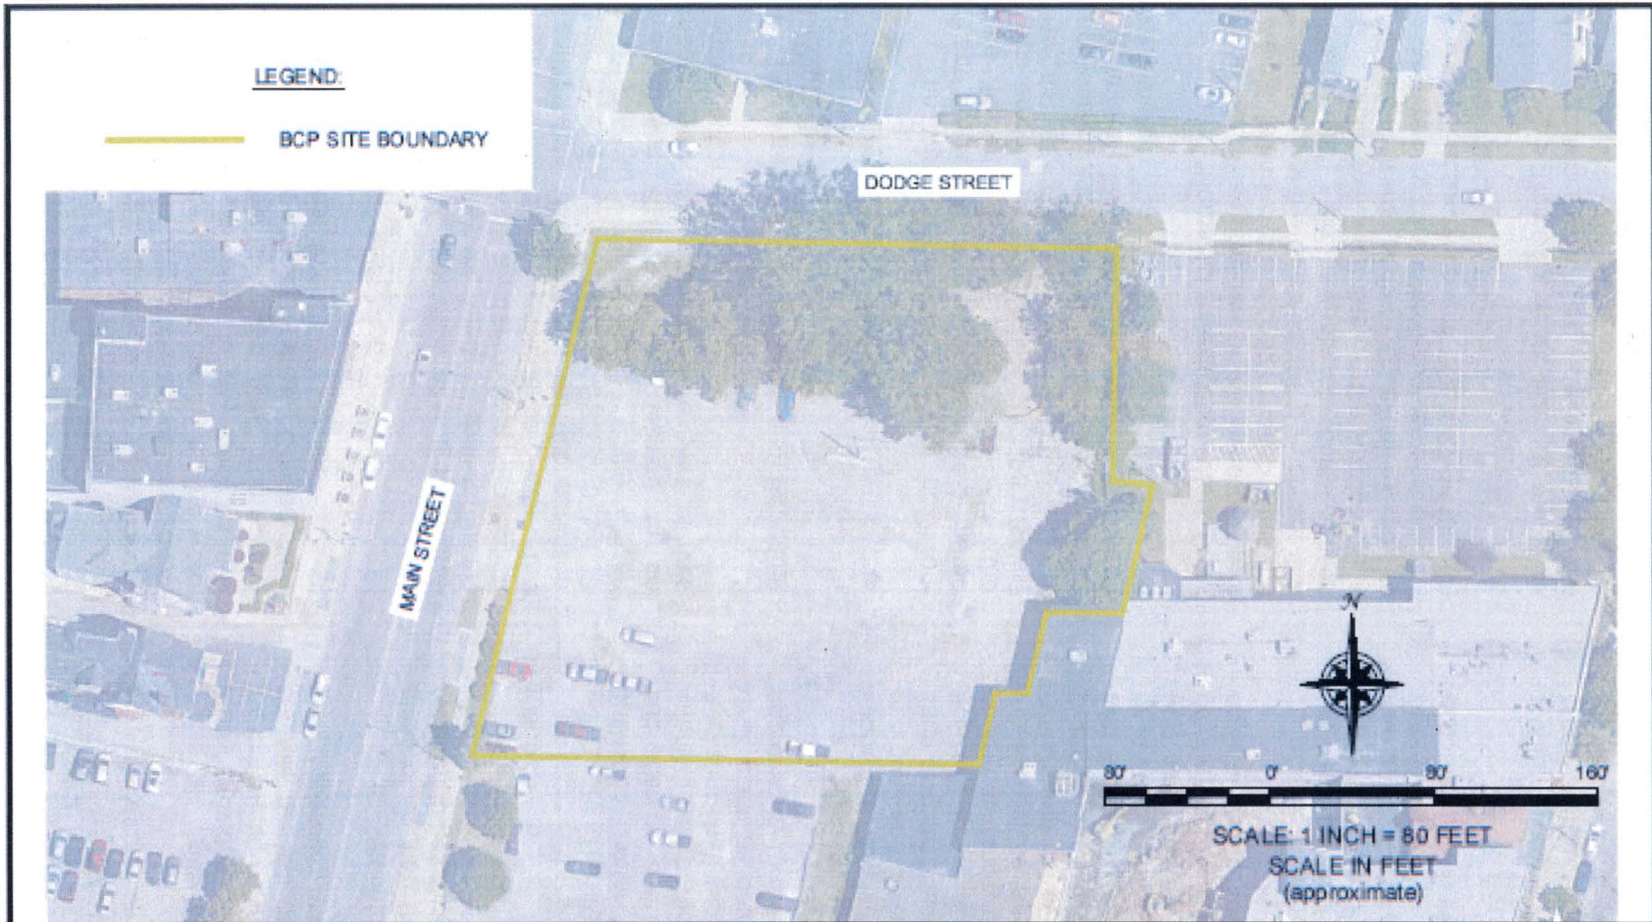 LEGEND:
BCP SITE BOUNDARY
DODGE STREET
MAIN STREET
N
80' 0' 80' 160'
SCALE: 1 INCH = 80 FEET
SCALE IN FEET
(approximate)